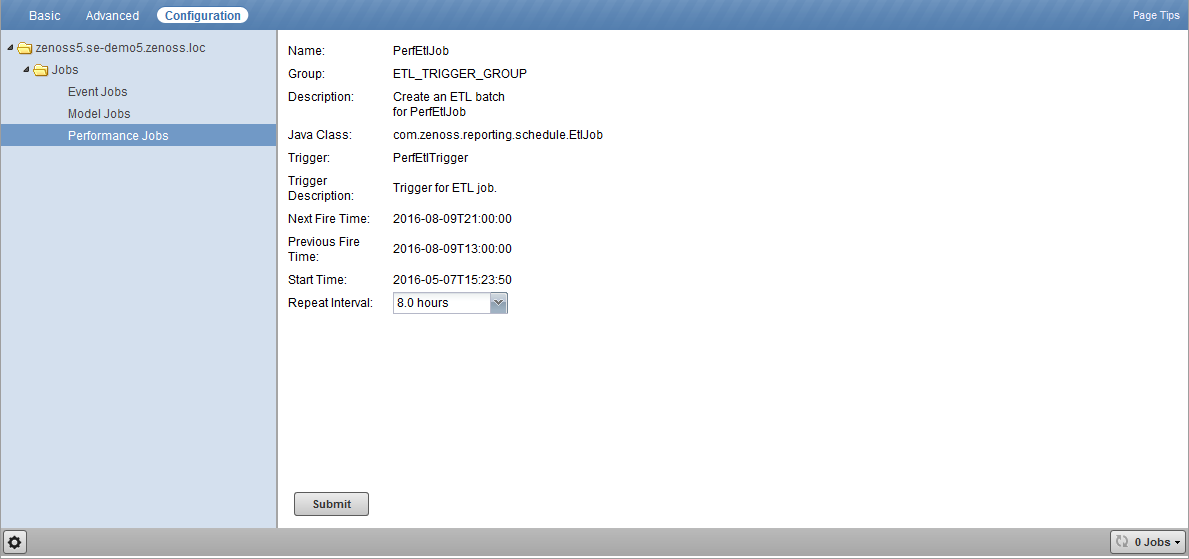 Basic Advanced Configuration Page Tips
zenoss5.se-demo5.zenoss.loc
Jobs
Event Jobs
Model Jobs
Performance Jobs
Name: PerfEtlJob
Group: ETL_TRIGGER_GROUP
Description: Create an ETL batch
for PerfEtlJob
Java Class: com.zenoss.reporting.schedule.EtlJob
Trigger: PerfEtlTrigger
Trigger
Description: Trigger for ETL job.
Next Fire Time: 2016-08-09T21:00:00
Previous Fire
Time: 2016-08-09T13:00:00
Start Time: 2016-05-07T15:23:50
Repeat Interval: 8.0 hours
Submit
0 Jobs